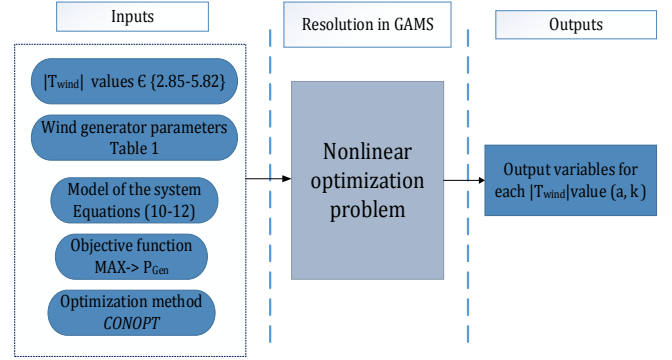 Inputs
Resolution in GAMS
Outputs
|Twind| values € {2.85-5.82}
Wind generator parameters
Table 1
Model of the system
Equations (10-12)
Objective function
MAX-> PGen
Optimization method
CONOPT
Nonlinear
optimization
problem
Output variables for
each |Twind|value (a, k)